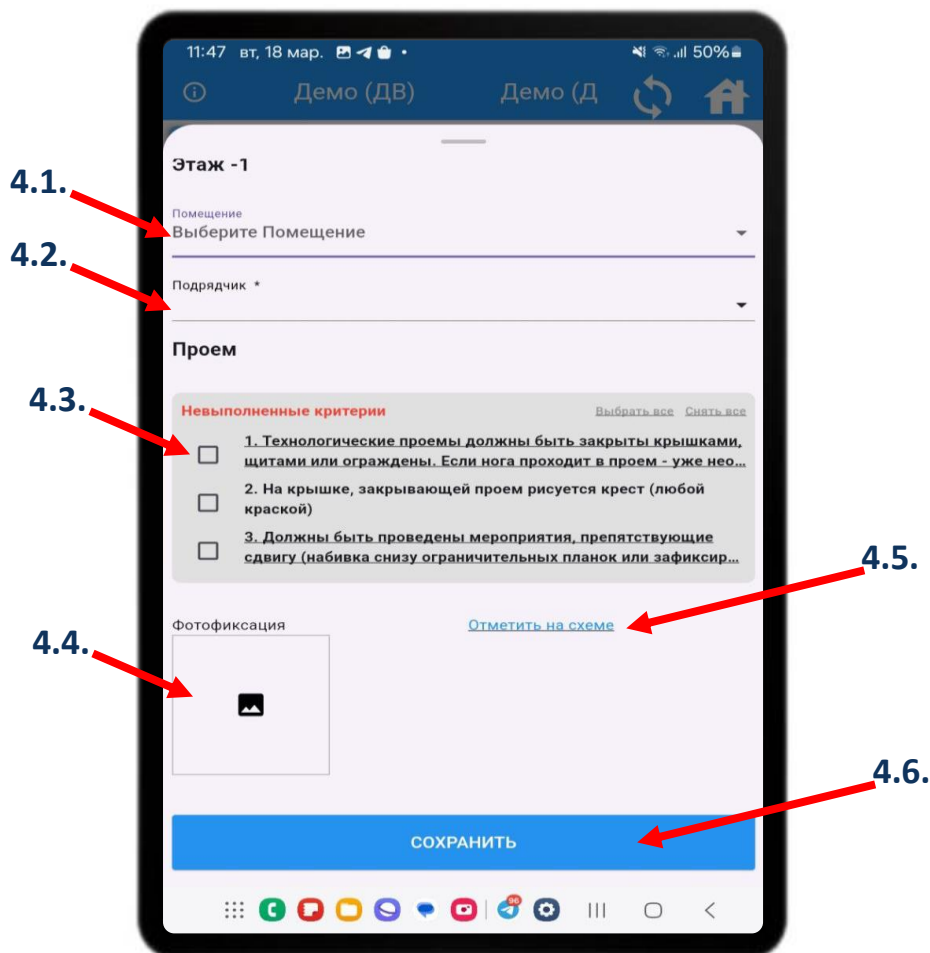 11:47 вт, 18 мар. 50%
Демо (ДВ) Демо (Д
Этаж -1
4.1.
Помещение
Выберите Помещение
4.2.
Подрядчик *
Проем
4.3.
Невыполненные критерии Выбрать все Снять все
1. Технологические проемы должны быть закрыты крышками,
щитами или ограждены. Если нога проходит в проем - уже нео...
2. На крышке, закрывающей проем рисуется крест (любой
краской)
3. Должны быть проведены мероприятия, препятствующие
сдвигу (набивка снизу ограничительных планок или зафиксир...
4.5.
Фотофиксация Отметить на схеме
4.4.
4.6.
СОХРАНИТЬ
96